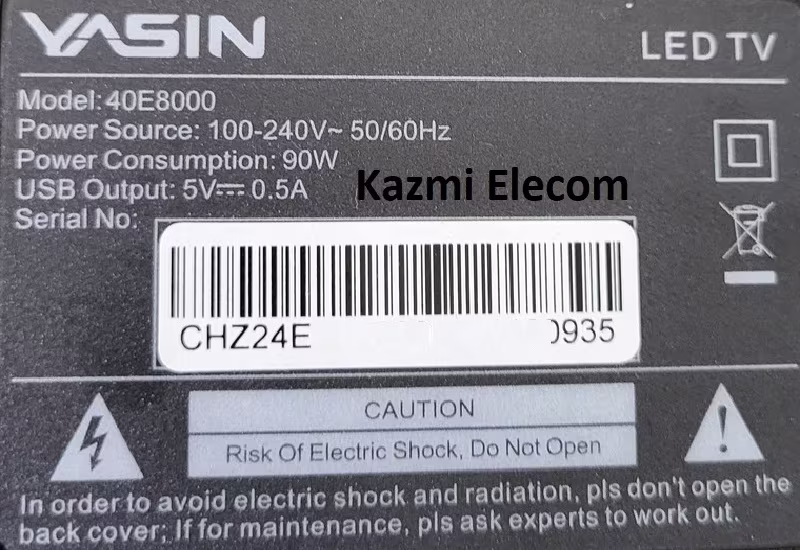 YASIN
LED TV
Model: 40E8000
Power Source: 100-240V~ 50/60Hz
Power Consumption: 90W
USB Output: 5V⎓ 0.5A
Kazmi Elecom
Serial No:
CHZ24E 0935
CAUTION
Risk Of Electric Shock, Do Not Open
In order to avoid electric shock and radiation, pls don't open the
back cover; If for maintenance, pls ask experts to work out.